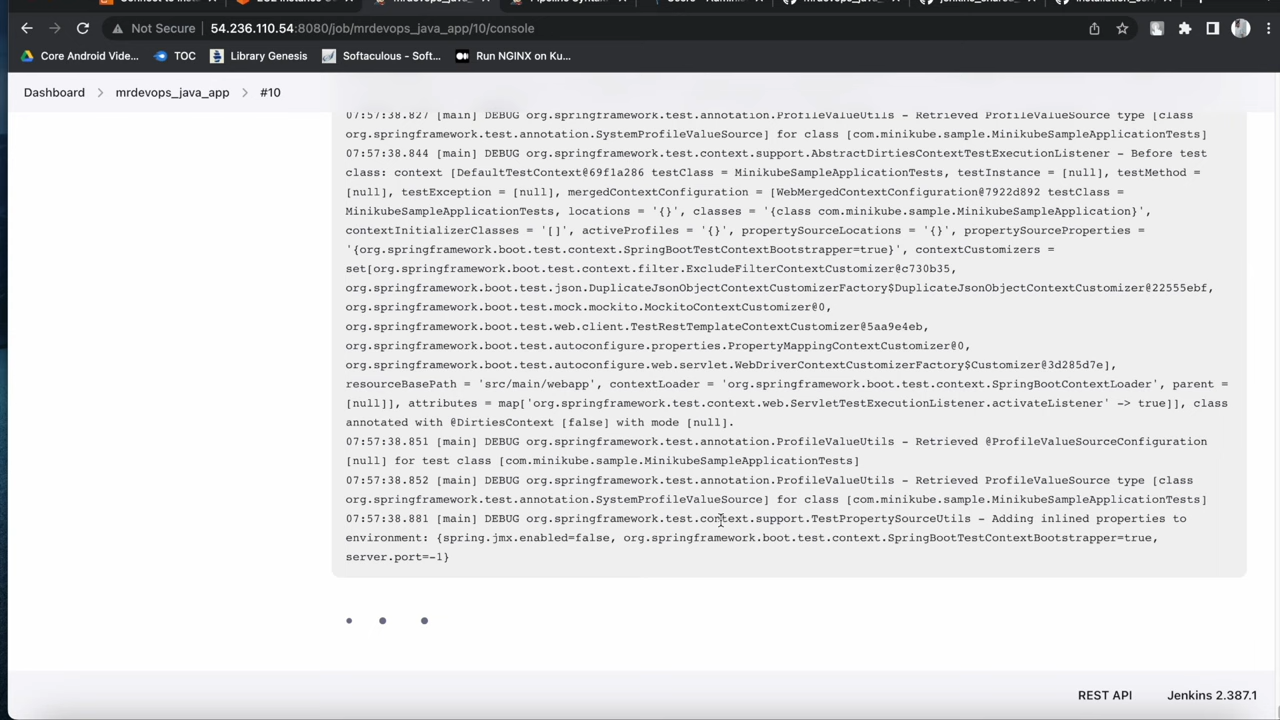 Not Secure 54.236.110.54:8080/job/mrdevops_java_app/10/console
Core Android Vide... TOC Library Genesis Softaculous - Soft... Run NGINX on Ku...
Dashboard > mrdevops_java_app > #10
07:57:38.827 [main] DEBUG org.springframework.test.annotation.ProfileValueUtils - Retrieved ProfileValueSource type [class
org.springframework.test.annotation.SystemProfileValueSource] for class [com.minikube.sample.MinikubeSampleApplicationTests]
07:57:38.844 [main] DEBUG org.springframework.test.context.support.AbstractDirtiesContextTestExecutionListener - Before test
class: context [DefaultTestContext@69f1a286 testClass = MinikubeSampleApplicationTests, testInstance = [null], testMethod =
[null], testException = [null], mergedContextConfiguration = [WebMergedContextConfiguration@7922d892 testClass =
MinikubeSampleApplicationTests, locations = '{}', classes = '{class com.minikube.sample.MinikubeSampleApplication}',
contextInitializerClasses = '[]', activeProfiles = '{}', propertySourceLocations = '{}', propertySourceProperties =
'{org.springframework.boot.test.context.SpringBootTestContextBootstrapper=true}', contextCustomizers =
set[org.springframework.boot.test.context.filter.ExcludeFilterContextCustomizer@c730b35,
org.springframework.boot.test.json.DuplicateJsonObjectContextCustomizerFactory$DuplicateJsonObjectContextCustomizer@22555ebf,
org.springframework.boot.test.mock.mockito.MockitoContextCustomizer@0,
org.springframework.boot.test.web.client.TestRestTemplateContextCustomizer@5aa9e4eb,
org.springframework.boot.test.autoconfigure.properties.PropertyMappingContextCustomizer@0,
org.springframework.boot.test.autoconfigure.web.servlet.WebDriverContextCustomizerFactory$Customizer@3d285d7e],
resourceBasePath = 'src/main/webapp', contextLoader = 'org.springframework.boot.test.context.SpringBootContextLoader', parent =
[null]], attributes = map['org.springframework.test.context.web.ServletTestExecutionListener.activateListener' -> true]], class
annotated with @DirtiesContext [false] with mode [null].
07:57:38.851 [main] DEBUG org.springframework.test.annotation.ProfileValueUtils - Retrieved @ProfileValueSourceConfiguration
[null] for test class [com.minikube.sample.MinikubeSampleApplicationTests]
07:57:38.852 [main] DEBUG org.springframework.test.annotation.ProfileValueUtils - Retrieved ProfileValueSource type [class
org.springframework.test.annotation.SystemProfileValueSource] for class [com.minikube.sample.MinikubeSampleApplicationTests]
07:57:38.881 [main] DEBUG org.springframework.test.context.support.TestPropertySourceUtils - Adding inlined properties to
environment: {spring.jmx.enabled=false, org.springframework.boot.test.context.SpringBootTestContextBootstrapper=true,
server.port=-1}
REST API Jenkins 2.387.1